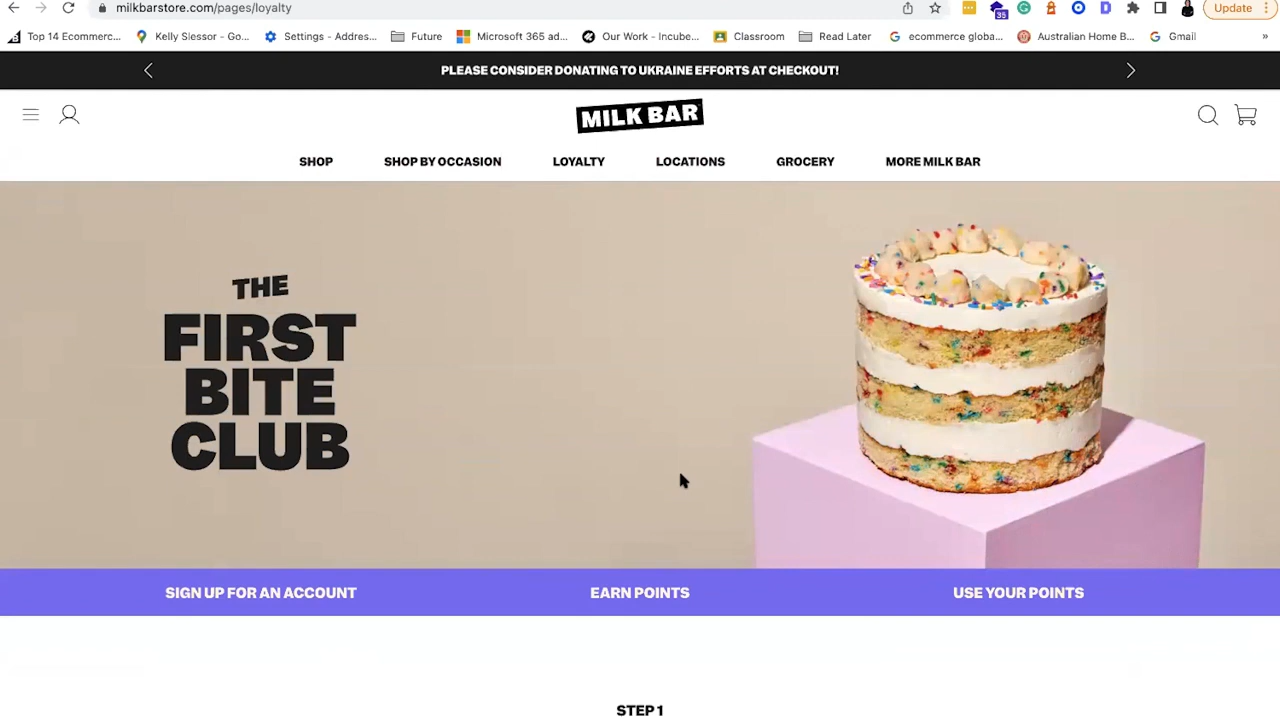 milkbarstore.com/pages/loyalty
Update
35
Top 14 Ecommerc...
Kelly Slessor - Go...
Settings - Addres...
Future
Microsoft 365 ad...
Our Work - Incube...
Classroom
Read Later
ecommerce globa...
Australian Home B...
Gmail
»
PLEASE CONSIDER DONATING TO UKRAINE EFFORTS AT CHECKOUT!
MILK BAR
SHOP
SHOP BY OCCASION
LOYALTY
LOCATIONS
GROCERY
MORE MILK BAR
THE
FIRST
BITE
CLUB
SIGN UP FOR AN ACCOUNT
EARN POINTS
USE YOUR POINTS
STEP 1